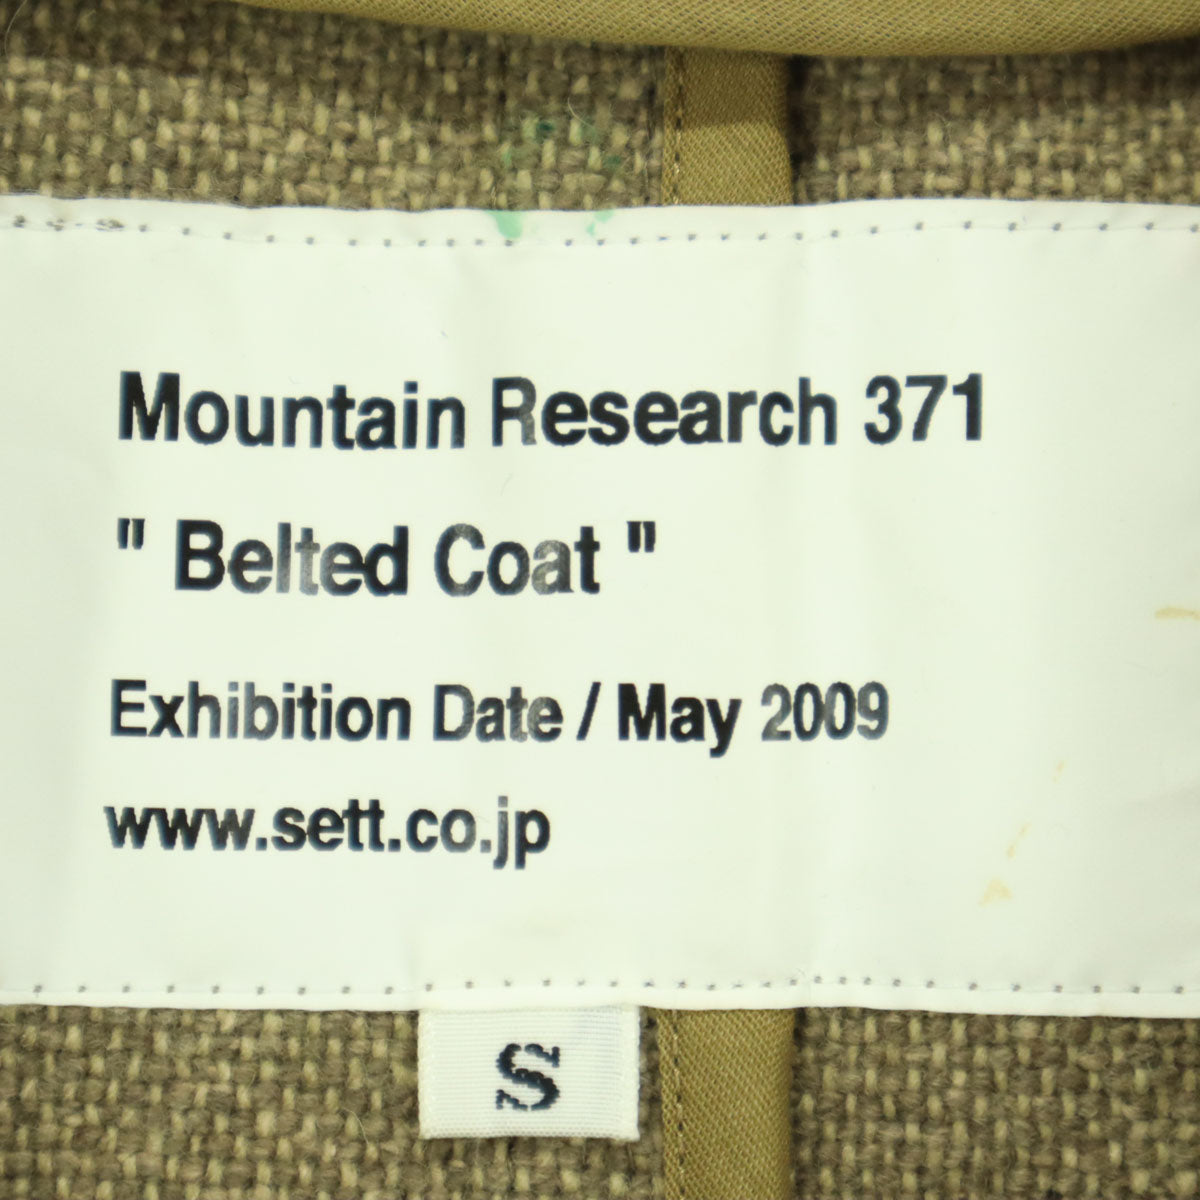 Mountain Research 371
" Belted Coat "
Exhibition Date / May 2009
www.sett.co.jp
S